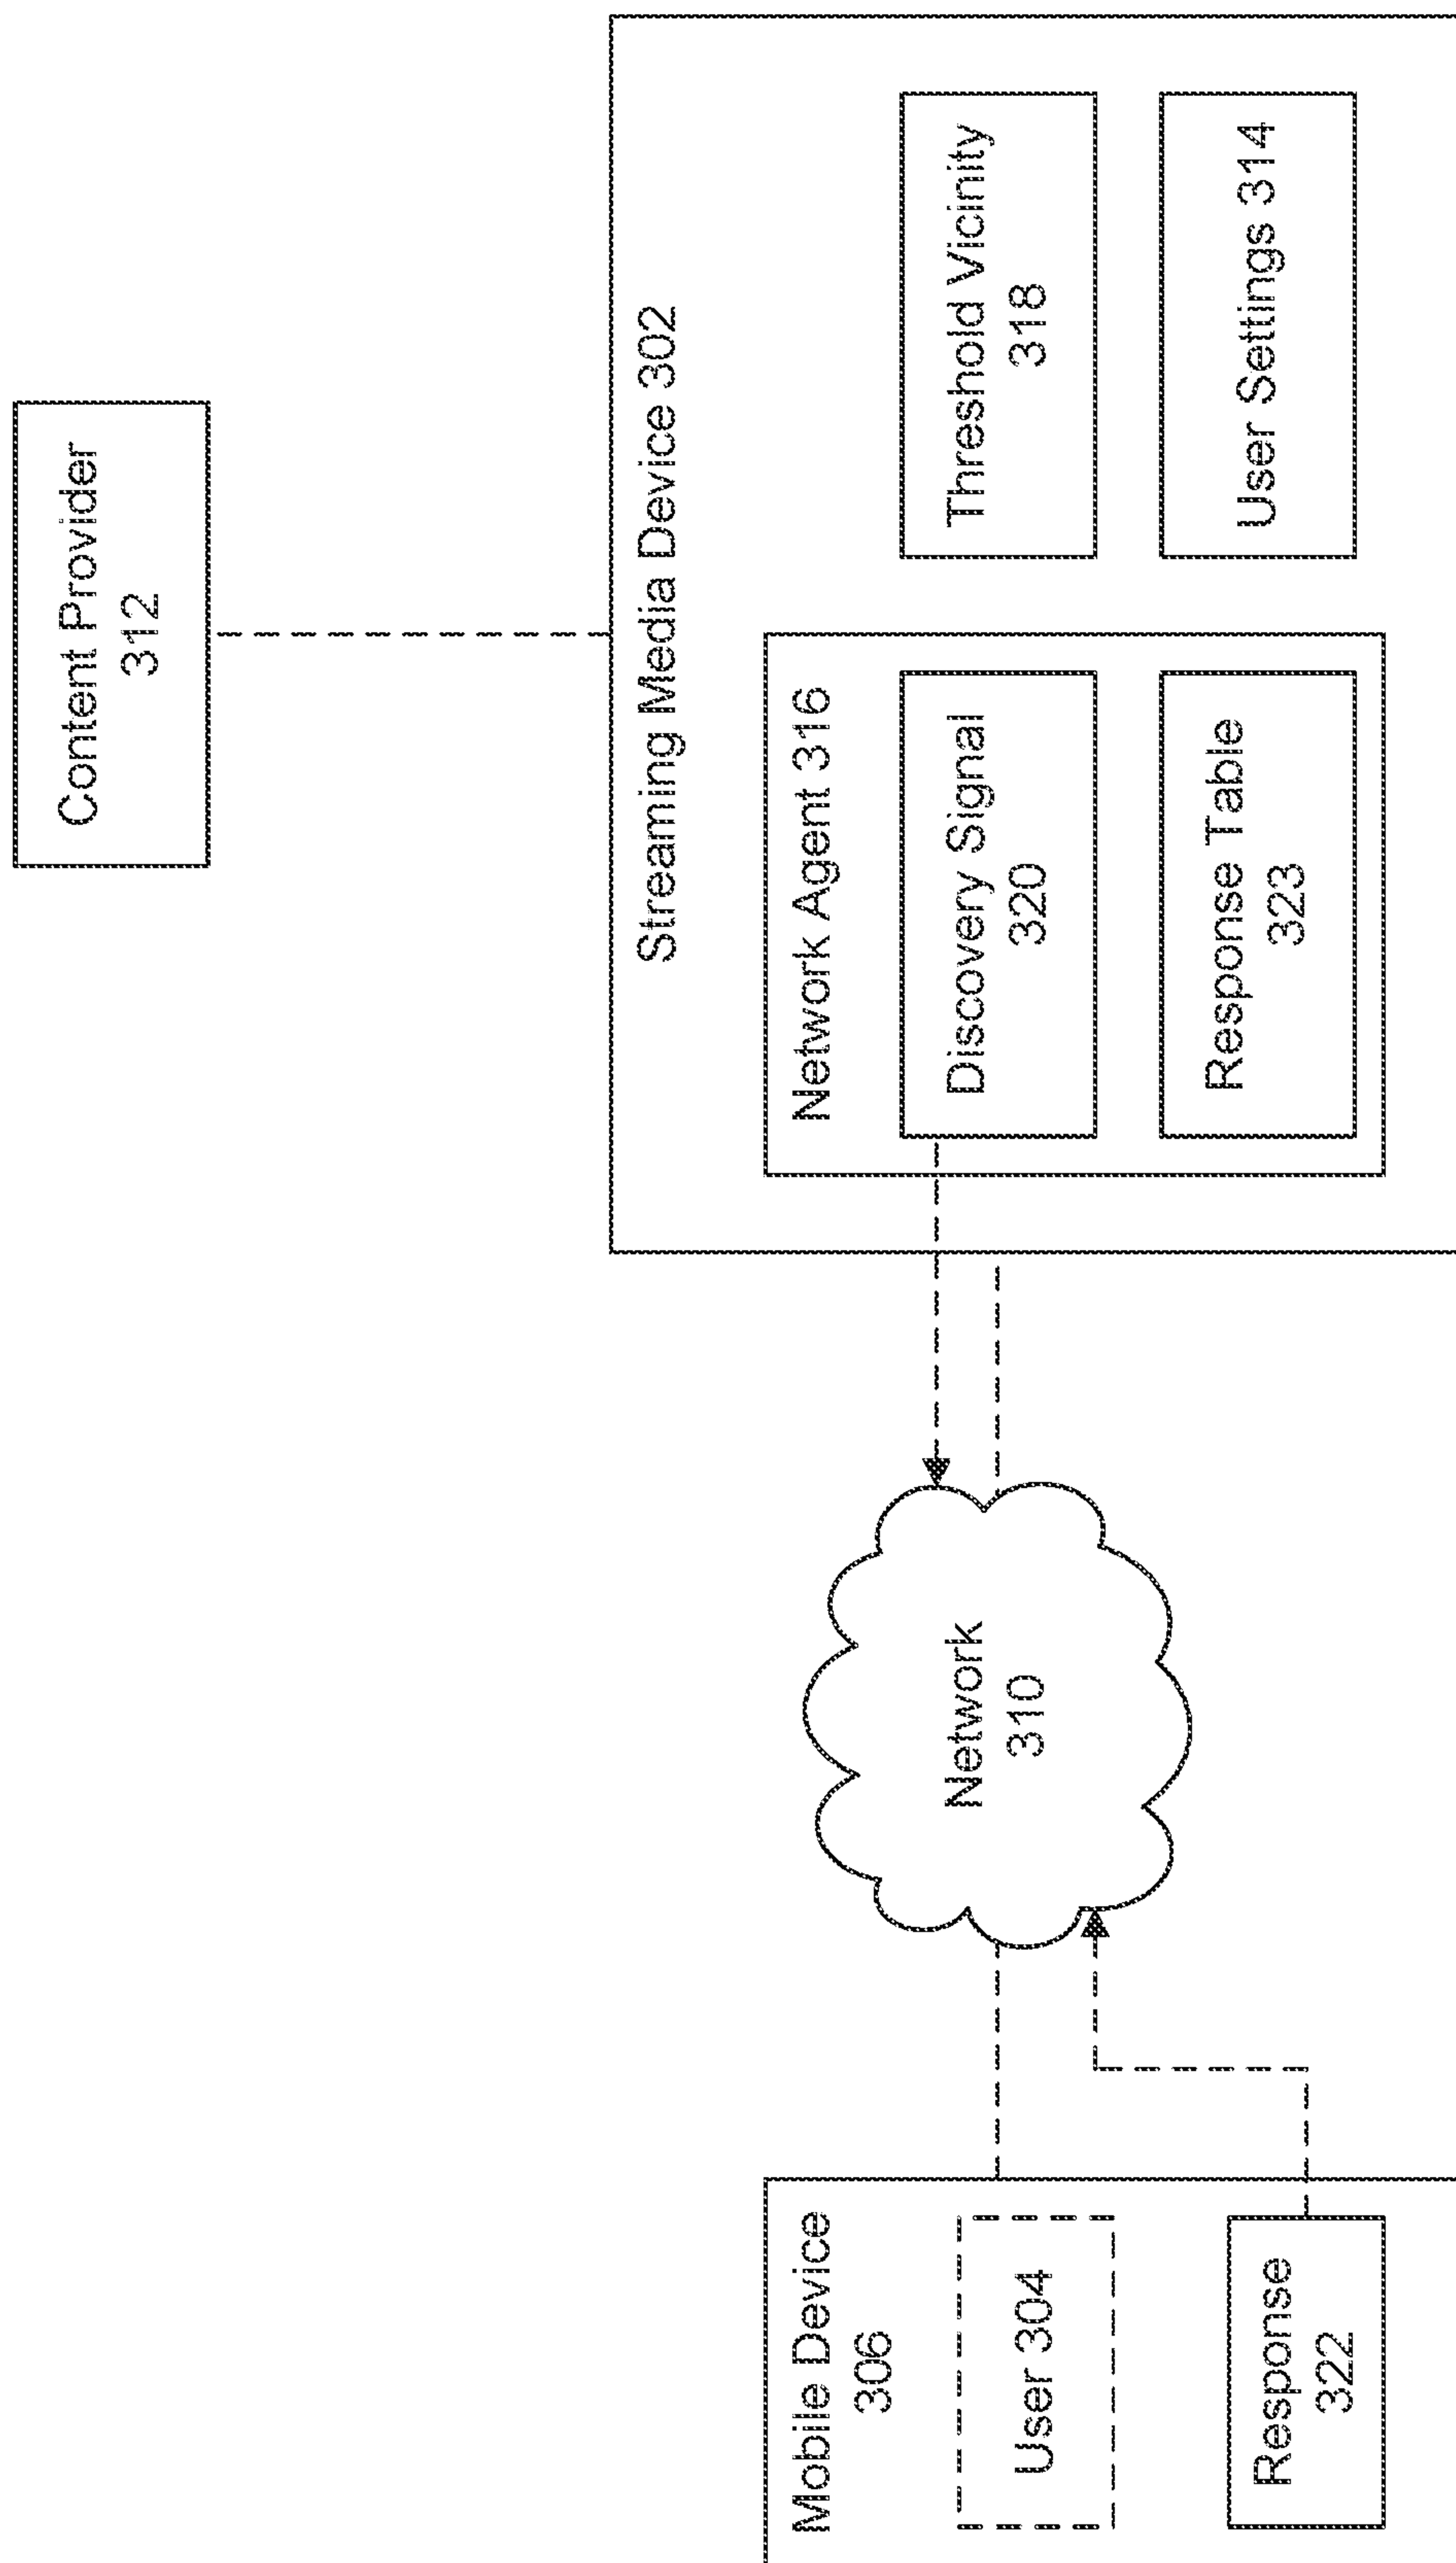 Content Provider
312
Streaming Media Device 302
Mobile Device
306
Network Agent 316
User 304
Network
310
Discovery Signal
320
Threshold Vicinity
318
Response
322
Response Table
323
User Settings 314